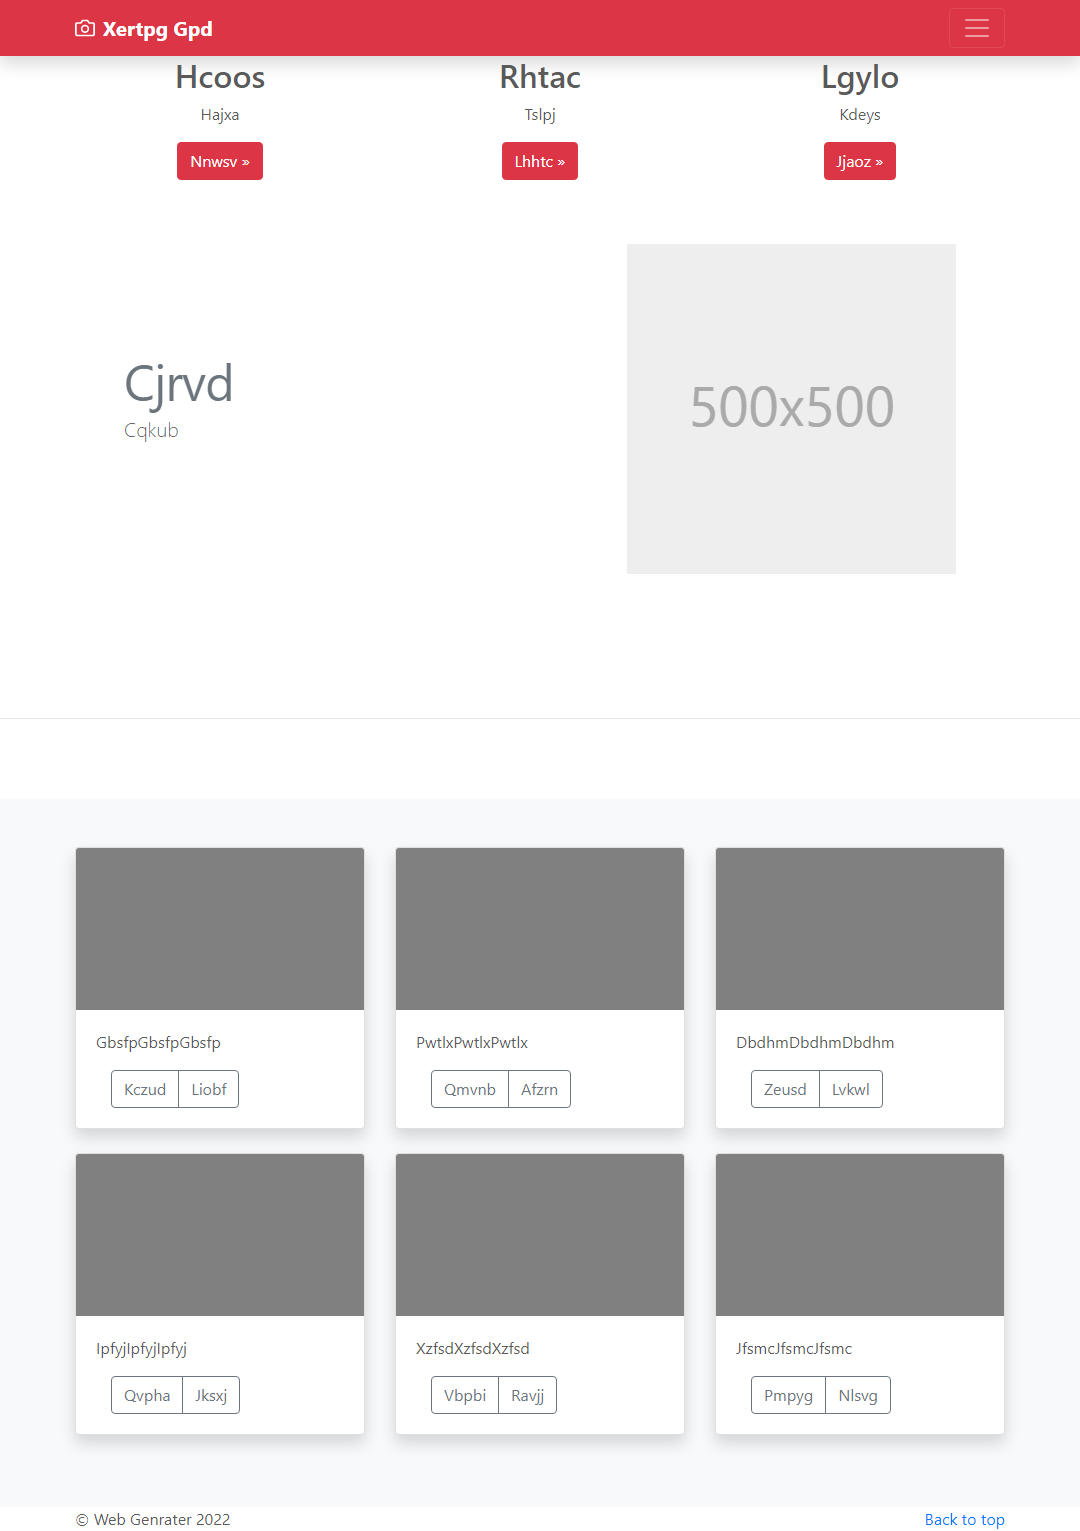 Xertpg Gpd
Hcoos
Hajxa
Nnwsv »
Rhtac
Tslpj
Lhhtc »
Lgylo
Kdeys
Jjaoz »
Cjrvd
Cqkub
500x500
GbsfpGbsfpGbsfp
Kczud Liobf
PwtlxPwtlxPwtlx
Qmvnb Afzrn
DbdhmDbdhmDbdhm
Zeusd Lvkwl
IpfyjIpfyjIpfyj
Qvpha Jksxj
XzfsdXzfsdXzfsd
Vbpbi Ravjj
JfsmcJfsmcJfsmc
Pmpyg Nlsvg
© Web Genrater 2022
Back to top